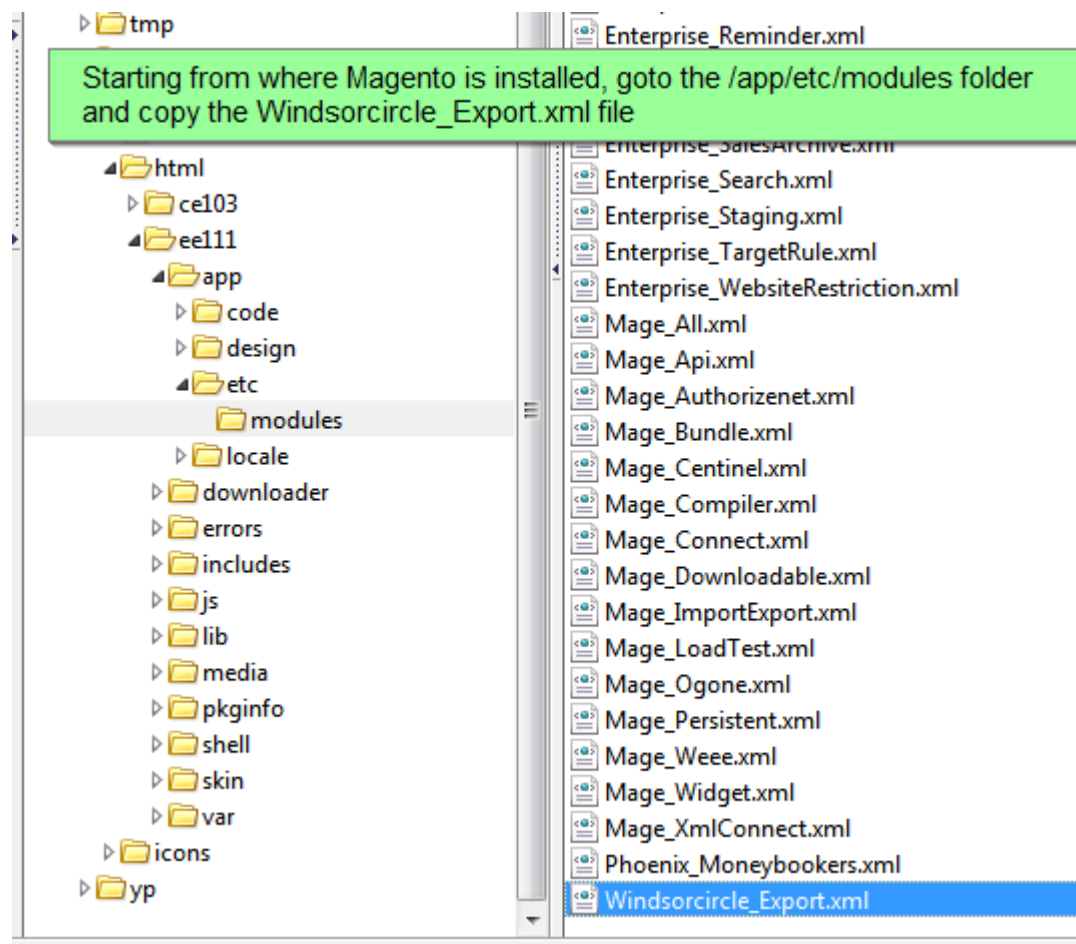 tmp
Starting from where Magento is installed, goto the /app/etc/modules folder
and copy the Windsorcircle_Export.xml file
html
ce103
ee111
app
code
design
etc
modules
locale
downloader
errors
includes
js
lib
media
pkginfo
shell
skin
var
icons
yp
Enterprise_Reminder.xml
Enterprise_SalesArchive.xml
Enterprise_Search.xml
Enterprise_Staging.xml
Enterprise_TargetRule.xml
Enterprise_WebsiteRestriction.xml
Mage_All.xml
Mage_Api.xml
Mage_Authorizenet.xml
Mage_Bundle.xml
Mage_Centinel.xml
Mage_Compiler.xml
Mage_Connect.xml
Mage_Downloadable.xml
Mage_ImportExport.xml
Mage_LoadTest.xml
Mage_Ogone.xml
Mage_Persistent.xml
Mage_Weee.xml
Mage_Widget.xml
Mage_XmlConnect.xml
Phoenix_Moneybookers.xml
Windsorcircle_Export.xml